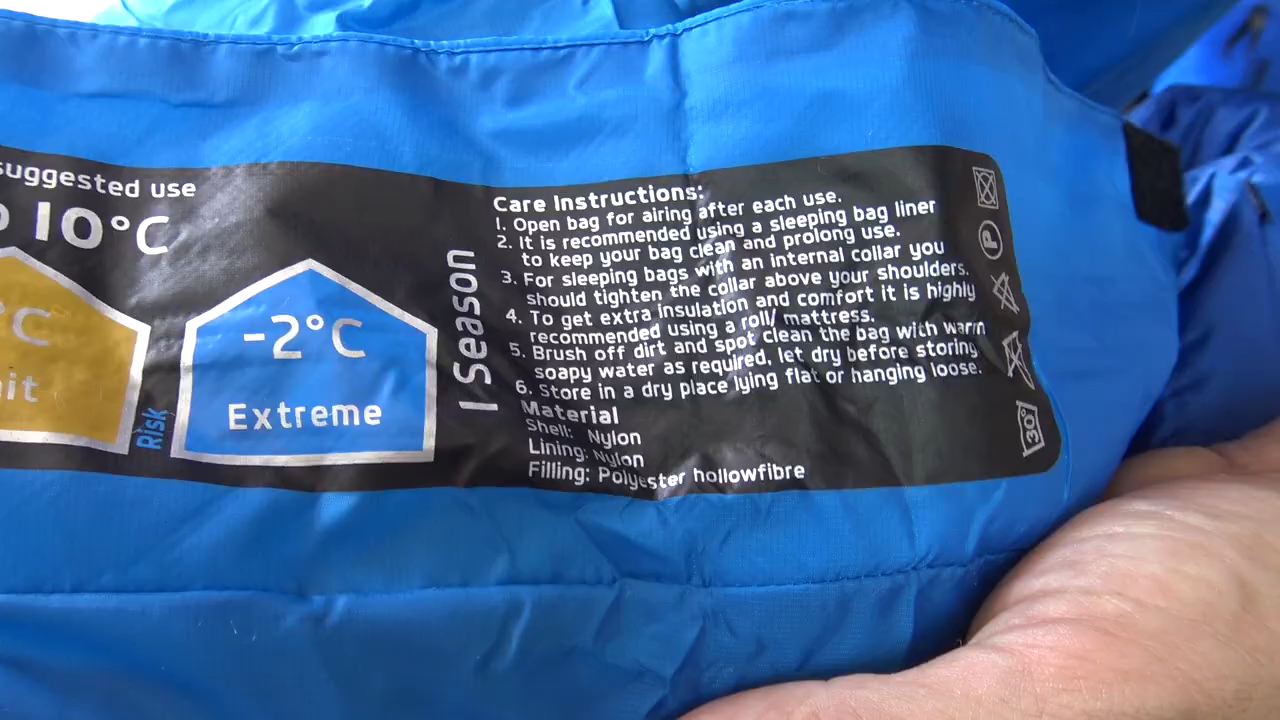 suggested use
10°C
°C
-2°C
Extreme
Risk
1 Season
Care Instructions:
1. Open bag for airing after each use.
2. It is recommended using a sleeping bag liner
to keep your bag clean and prolong use.
3. For sleeping bags with an internal collar you
should tighten the collar above your shoulders.
4. To get extra insulation and comfort it is highly
recommended using a roll/ mattress.
5. Brush off dirt and spot clean the bag with warm
soapy water as required, let dry before storing.
6. Store in a dry place lying flat or hanging loose.
Material
Shell: Nylon
Lining: Nylon
Filling: Polyester hollowfibre
P
30°